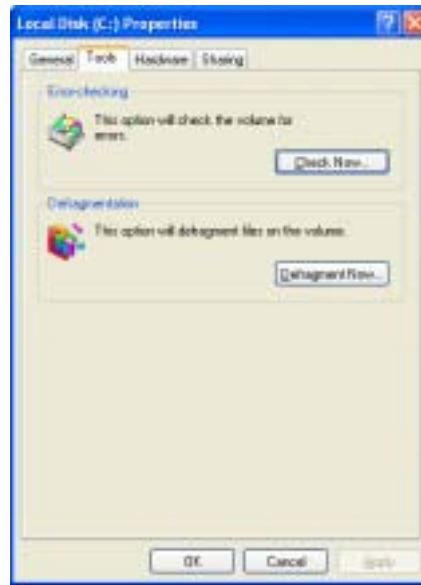 Local Disk (C:) Properties
General Tools Hardware Sharing
Error-checking
This option will check the volume for
errors.
Check Now...
Defragmentation
This option will defragment files on the volume.
Defragment Now...
OK Cancel Apply